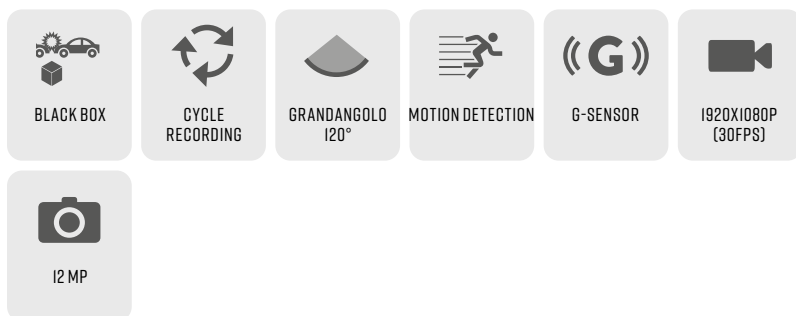 BLACK BOX
CYCLE
RECORDING
GRANDANGOLO
120°
MOTION DETECTION
G
G-SENSOR
1920X1080P
(30FPS)
12 MP